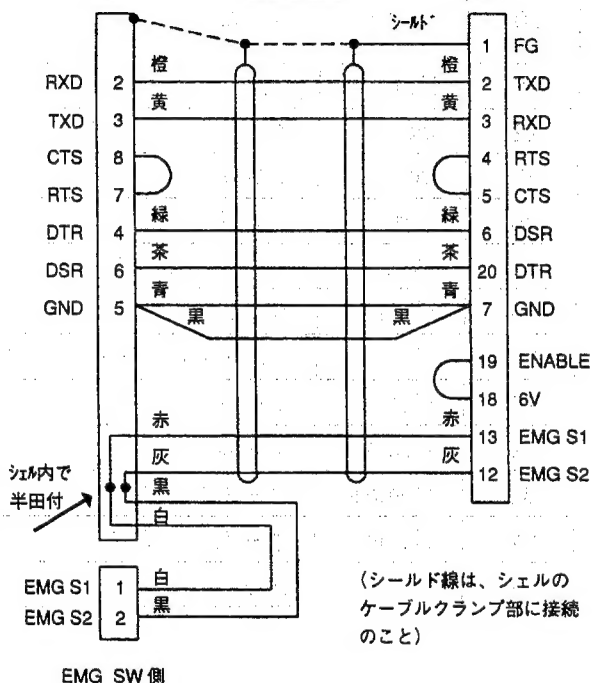 シールド
1 FG
橙 橙
RXD 2 2 TXD
黄 黄
TXD 3 3 RXD
CTS 8 4 RTS
RTS 7 5 CTS
緑 緑
DTR 4 6 DSR
茶 茶
DSR 6 20 DTR
青 青
GND 5 7 GND
黒 黒
19 ENABLE
18 6V
赤 赤
13 EMG S1
灰 灰
12 EMG S2
シェル内で
半田付
黒
白
EMG S1 1 白
EMG S2 2 黒
(シールド線は、シェルの
ケーブルクランプ部に接続
のこと)
EMG SW 側